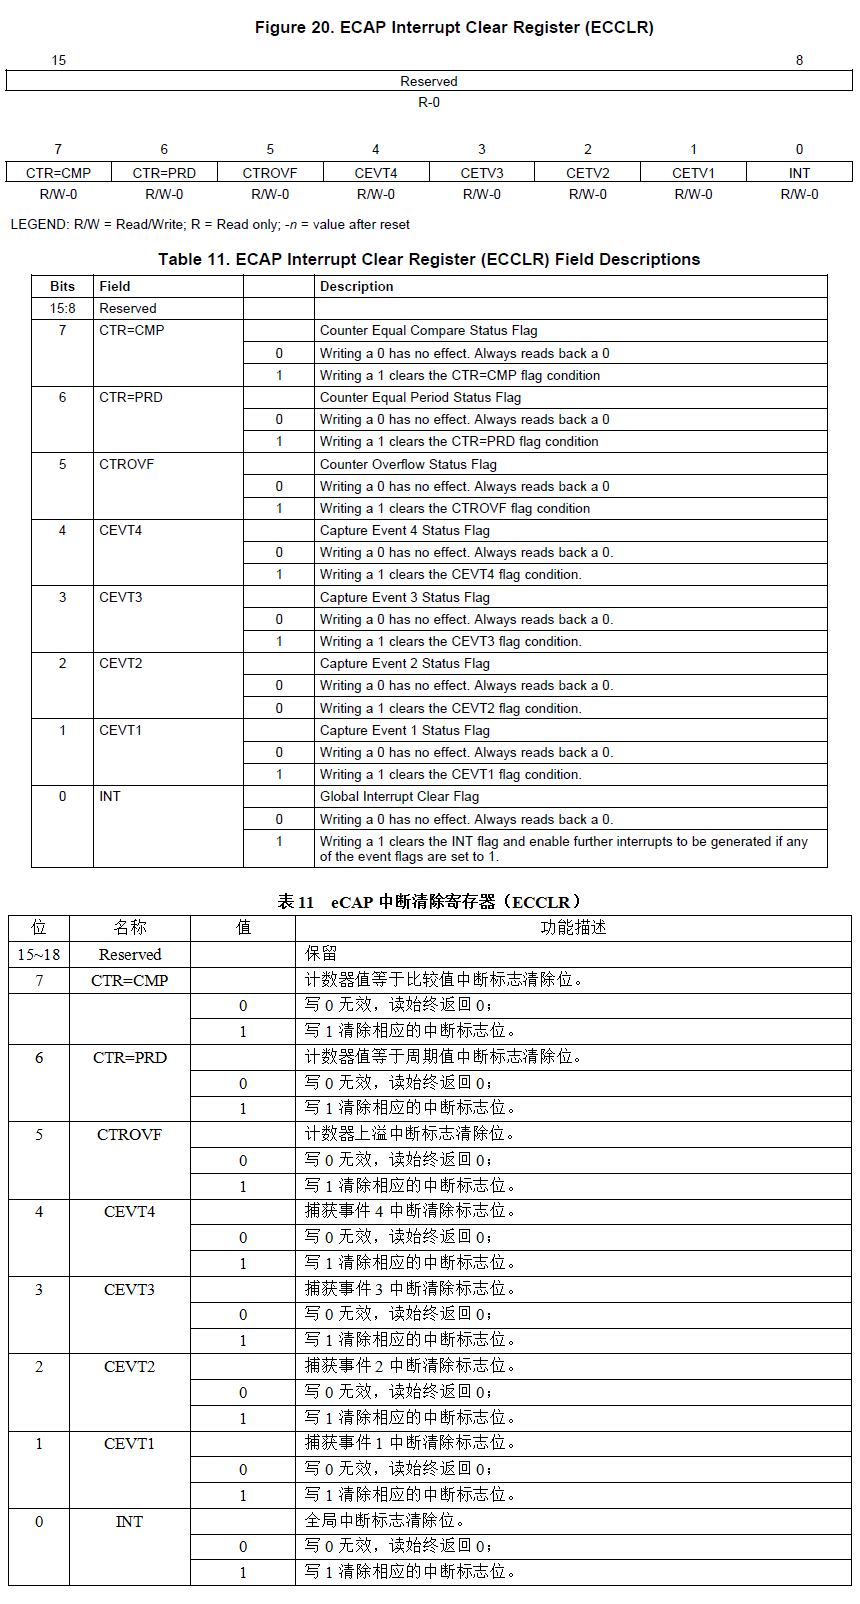 Figure 20. ECAP Interrupt Clear Register (ECCLR)
15 8
Reserved
R-0
7 6 5 4 3 2 1 0
CTR=CMP CTR=PRD CTROVF CEVT4 CETV3 CETV2 CETV1 INT
R/W-0 R/W-0 R/W-0 R/W-0 R/W-0 R/W-0 R/W-0 R/W-0
LEGEND: R/W = Read/Write; R = Read only; -n = value after reset
Table 11. ECAP Interrupt Clear Register (ECCLR) Field Descriptions
Bits Field Description
15:8 Reserved
7 CTR=CMP Counter Equal Compare Status Flag
0 Writing a 0 has no effect. Always reads back a 0
1 Writing a 1 clears the CTR=CMP flag condition
6 CTR=PRD Counter Equal Period Status Flag
0 Writing a 0 has no effect. Always reads back a 0
1 Writing a 1 clears the CTR=PRD flag condition
5 CTROVF Counter Overflow Status Flag
0 Writing a 0 has no effect. Always reads back a 0
1 Writing a 1 clears the CTROVF flag condition
4 CEVT4 Capture Event 4 Status Flag
0 Writing a 0 has no effect. Always reads back a 0.
1 Writing a 1 clears the CEVT4 flag condition.
3 CEVT3 Capture Event 3 Status Flag
0 Writing a 0 has no effect. Always reads back a 0.
1 Writing a 1 clears the CEVT3 flag condition.
2 CEVT2 Capture Event 2 Status Flag
0 Writing a 0 has no effect. Always reads back a 0.
0 Writing a 1 clears the CEVT2 flag condition.
1 CEVT1 Capture Event 1 Status Flag
0 Writing a 0 has no effect. Always reads back a 0.
1 Writing a 1 clears the CEVT1 flag condition.
0 INT Global Interrupt Clear Flag
0 Writing a 0 has no effect. Always reads back a 0.
1 Writing a 1 clears the INT flag and enable further interrupts to be generated if any
of the event flags are set to 1.
表 11 eCAP 中断清除寄存器（ECCLR）
位 名称 值 功能描述
15~18 Reserved 保留
7 CTR=CMP 计数器值等于比较值中断标志清除位。
0 写 0 无效，读始终返回 0；
1 写 1 清除相应的中断标志位。
6 CTR=PRD 计数器值等于周期值中断标志清除位。
0 写 0 无效，读始终返回 0；
1 写 1 清除相应的中断标志位。
5 CTROVF 计数器上溢中断标志清除位。
0 写 0 无效，读始终返回 0；
1 写 1 清除相应的中断标志位。
4 CEVT4 捕获事件 4 中断清除标志位。
0 写 0 无效，读始终返回 0；
1 写 1 清除相应的中断标志位。
3 CEVT3 捕获事件 3 中断清除标志位。
0 写 0 无效，读始终返回 0；
1 写 1 清除相应的中断标志位。
2 CEVT2 捕获事件 2 中断清除标志位。
0 写 0 无效，读始终返回 0；
1 写 1 清除相应的中断标志位。
1 CEVT1 捕获事件 1 中断清除标志位。
0 写 0 无效，读始终返回 0；
1 写 1 清除相应的中断标志位。
0 INT 全局中断标志清除位。
0 写 0 无效，读始终返回 0；
1 写 1 清除相应的中断标志位。